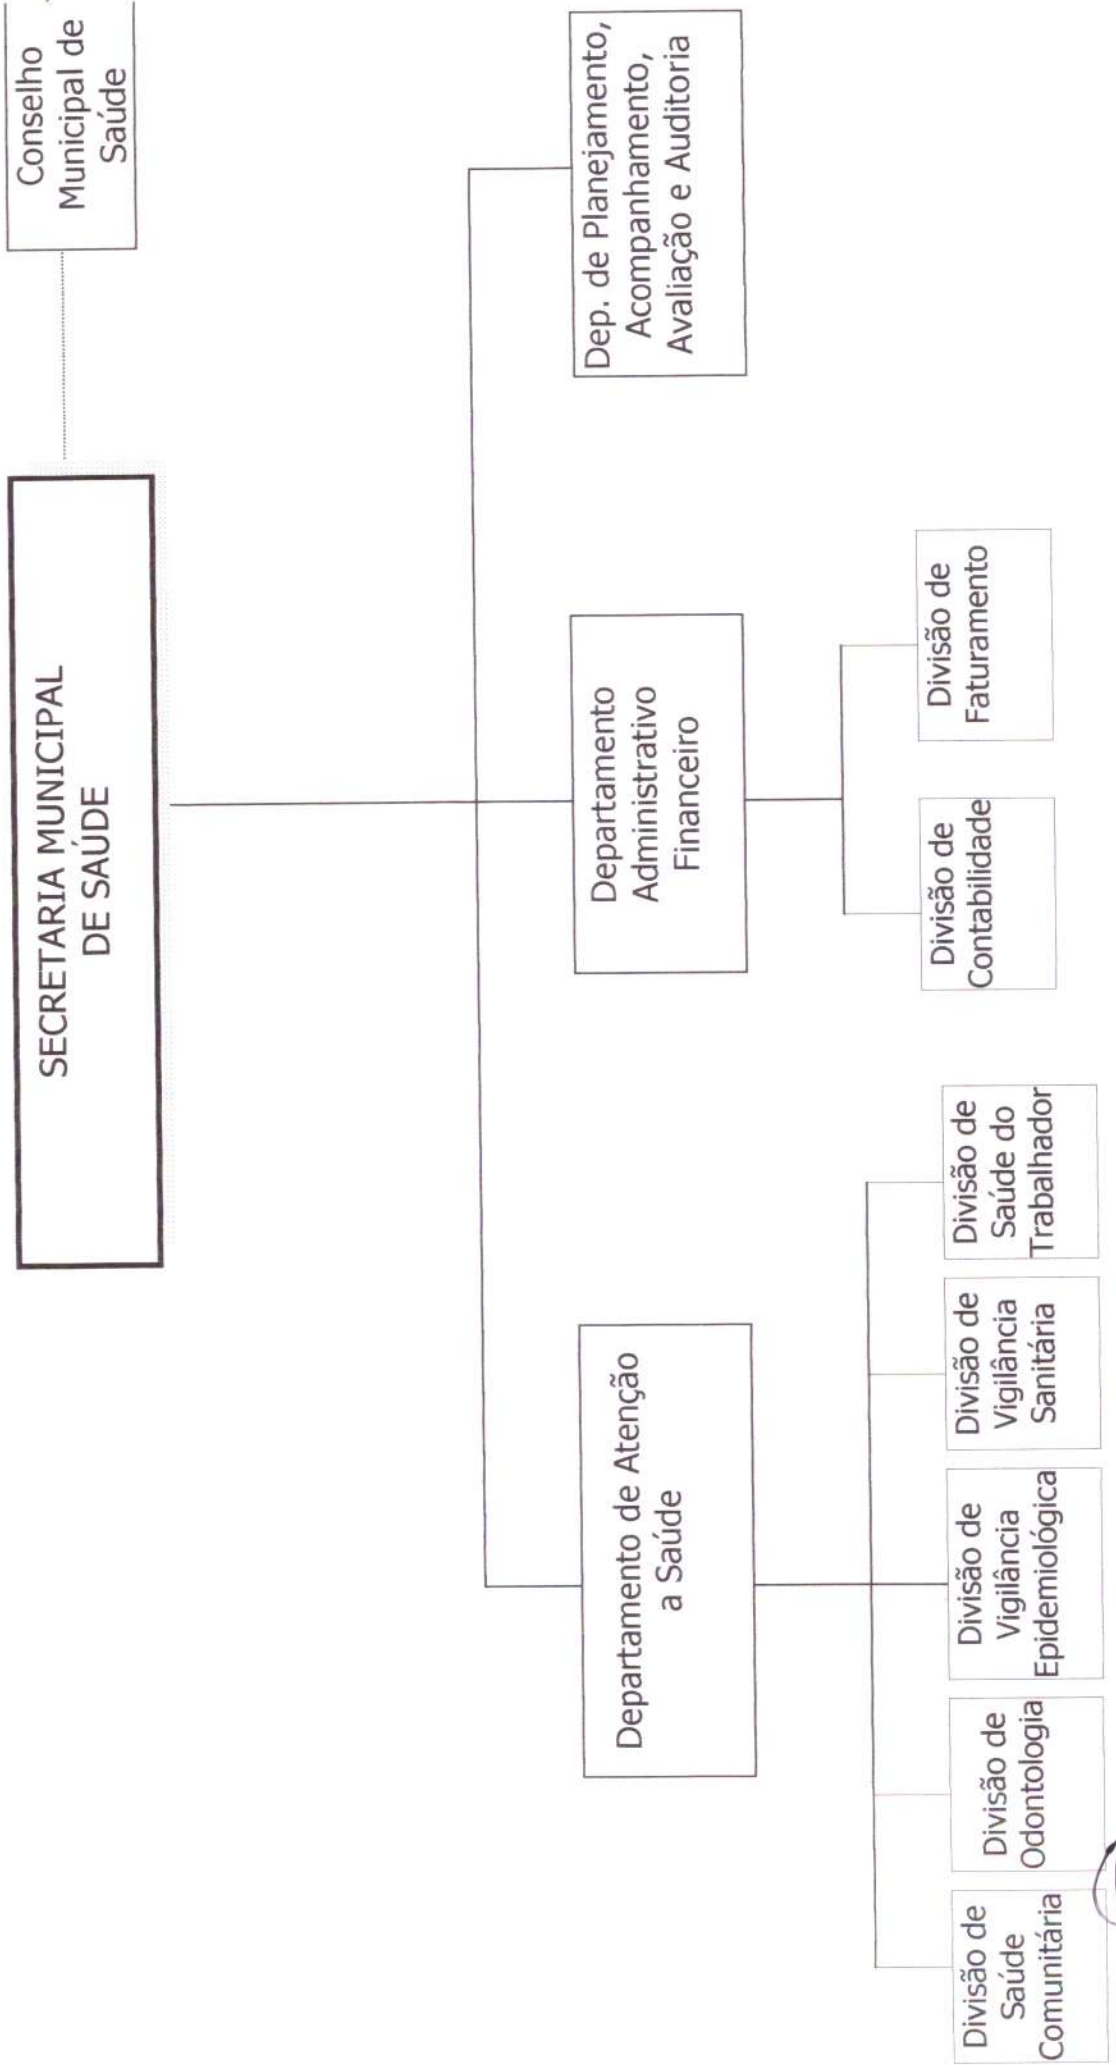 SECRETARIA MUNICIPAL
DE SAÚDE
Conselho
Municipal de
Saúde
Departamento de Atenção
a Saúde
Departamento
Administrativo
Financeiro
Dep. de Planejamento,
Acompanhamento,
Avaliação e Auditoria
Divisão de
Saúde
Comunitária
Divisão de
Odontologia
Divisão de
Vigilância
Epidemiológica
Divisão de
Vigilância
Sanitária
Divisão de
Saúde do
Trabalhador
Divisão de
Contabilidade
Divisão de
Faturamento